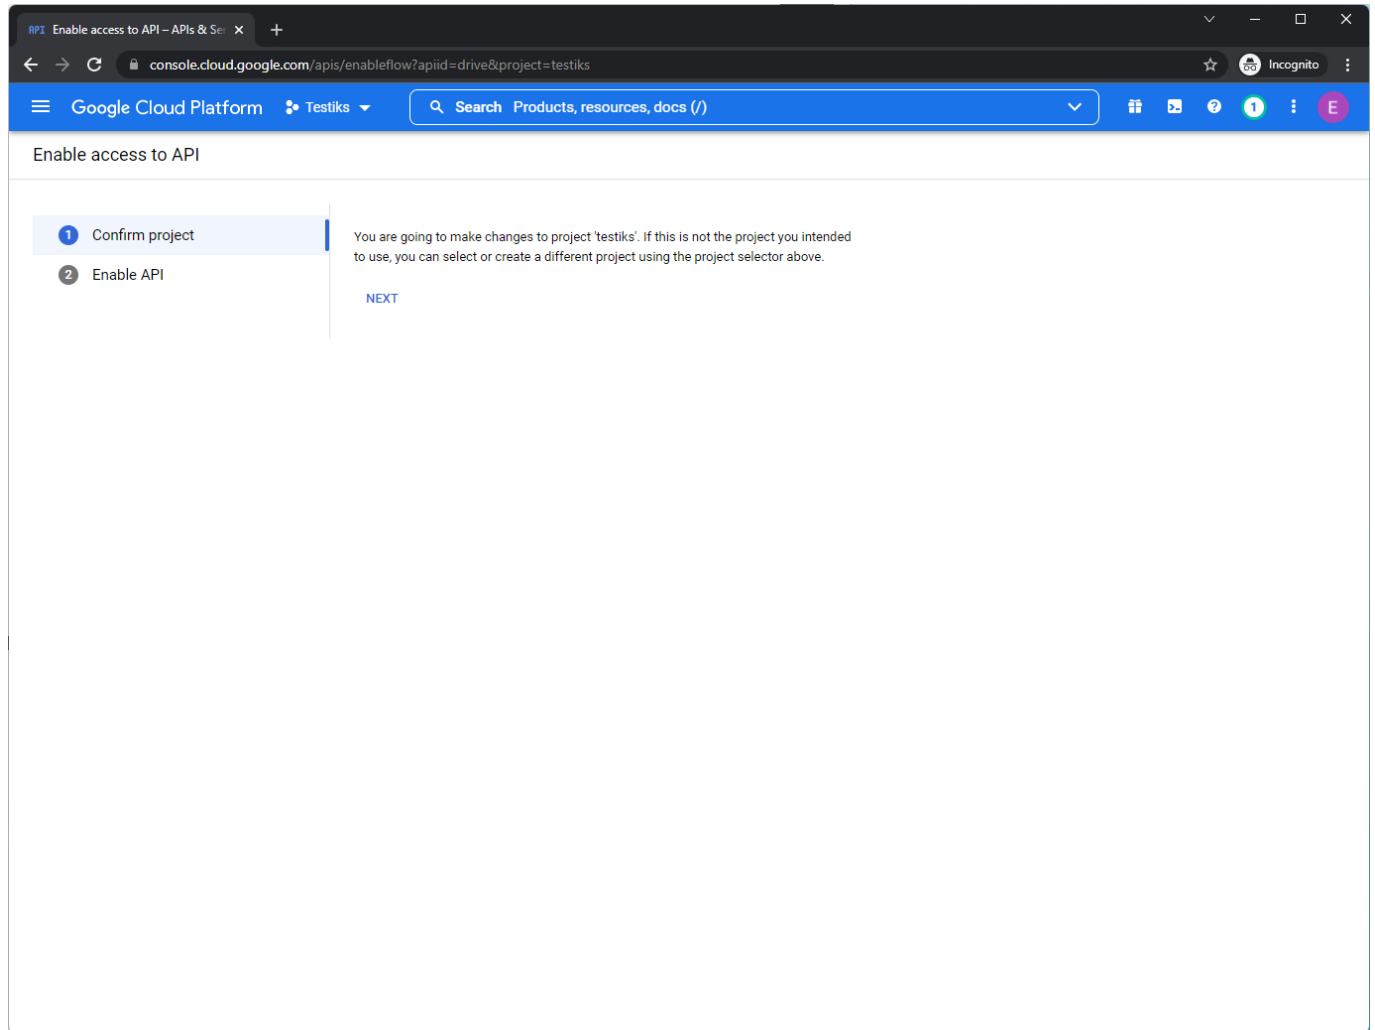 API Enable access to API – APIs & Se
console.cloud.google.com/apis/enableflow?apiid=drive&project=testiks
Incognito
Google Cloud Platform
Testiks
Search Products, resources, docs (/)
1
E
Enable access to API
1 Confirm project
2 Enable API
You are going to make changes to project 'testiks'. If this is not the project you intended
to use, you can select or create a different project using the project selector above.
NEXT